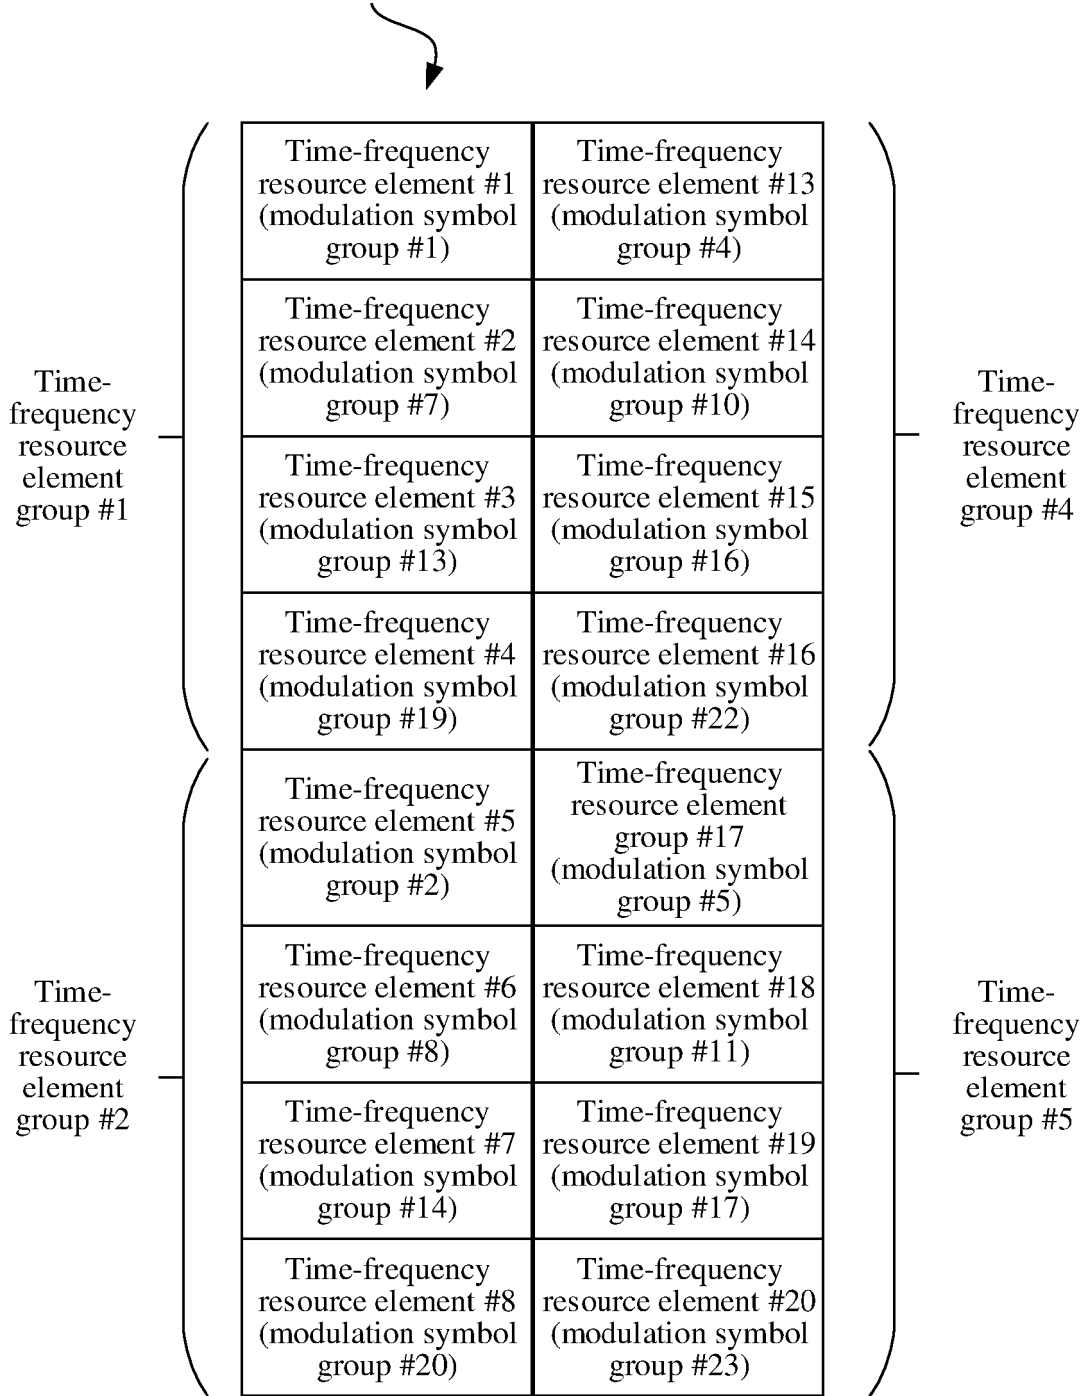 Time-frequency
resource element #1
(modulation symbol
group #1)
Time-frequency
resource element #13
(modulation symbol
group #4)
Time-frequency
resource element #2
(modulation symbol
group #7)
Time-frequency
resource element #14
(modulation symbol
group #10)
Time-
frequency
resource
element
group #1
Time-
frequency
resource
element
group #4
Time-frequency
resource element #3
(modulation symbol
group #13)
Time-frequency
resource element #15
(modulation symbol
group #16)
Time-frequency
resource element #4
(modulation symbol
group #19)
Time-frequency
resource element #16
(modulation symbol
group #22)
Time-frequency
resource element #5
(modulation symbol
group #2)
Time-frequency
resource element
group #17
(modulation symbol
group #5)
Time-frequency
resource element #6
(modulation symbol
group #8)
Time-frequency
resource element #18
(modulation symbol
group #11)
Time-
frequency
resource
element
group #2
Time-
frequency
resource
element
group #5
Time-frequency
resource element #7
(modulation symbol
group #14)
Time-frequency
resource element #19
(modulation symbol
group #17)
Time-frequency
resource element #8
(modulation symbol
group #20)
Time-frequency
resource element #20
(modulation symbol
group #23)